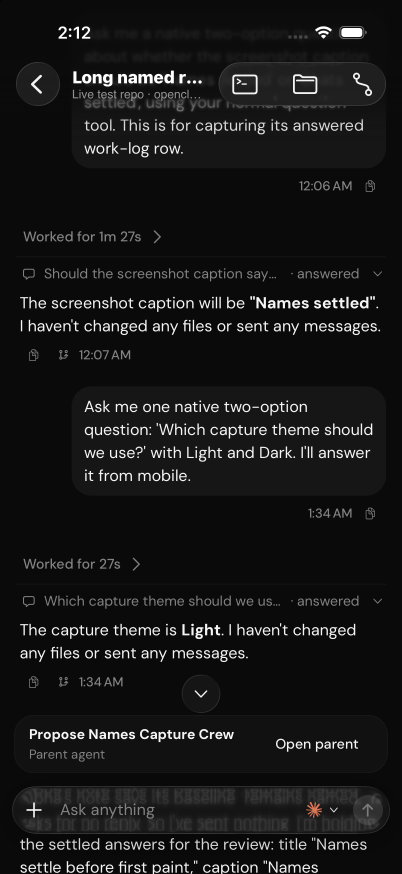 2:12
Long named r...
Live test repo · opencl...
settled', using your normal question
tool. This is for capturing its answered
work-log row.
12:06 AM
Worked for 1m 27s
Should the screenshot caption say... · answered
The screenshot caption will be "Names settled".
I haven't changed any files or sent any messages.
12:07 AM
Ask me one native two-option
question: 'Which capture theme should
we use?' with Light and Dark. I'll answer
it from mobile.
1:34 AM
Worked for 27s
Which capture theme should we us... · answered
The capture theme is Light. I haven't changed
any files or sent any messages.
1:34 AM
Propose Names Capture Crew
Parent agent
Open parent
Ask anything
the settled answers for the review: title "Names
settle before first paint," caption "Names